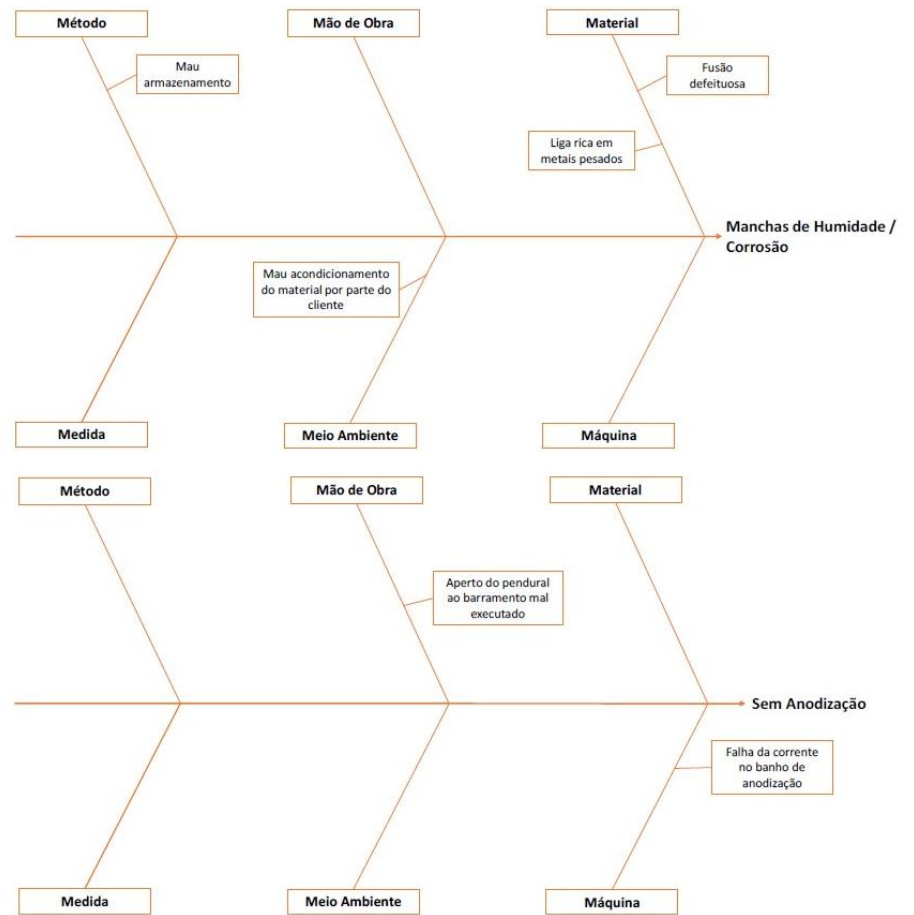 Método
Mão de Obra
Material
Mau
armazenamento
Fusão
defeituosa
Liga rica em
metais pesados
Manchas de Humidade /
Corrosão
Mau acondicionamento
do material por parte do
cliente
Medida
Meio Ambiente
Máquina
Método
Mão de Obra
Material
Aperto do pendural
ao barramento mal
executado
Sem Anodização
Falha da corrente
no banho de
anodização
Medida
Meio Ambiente
Máquina